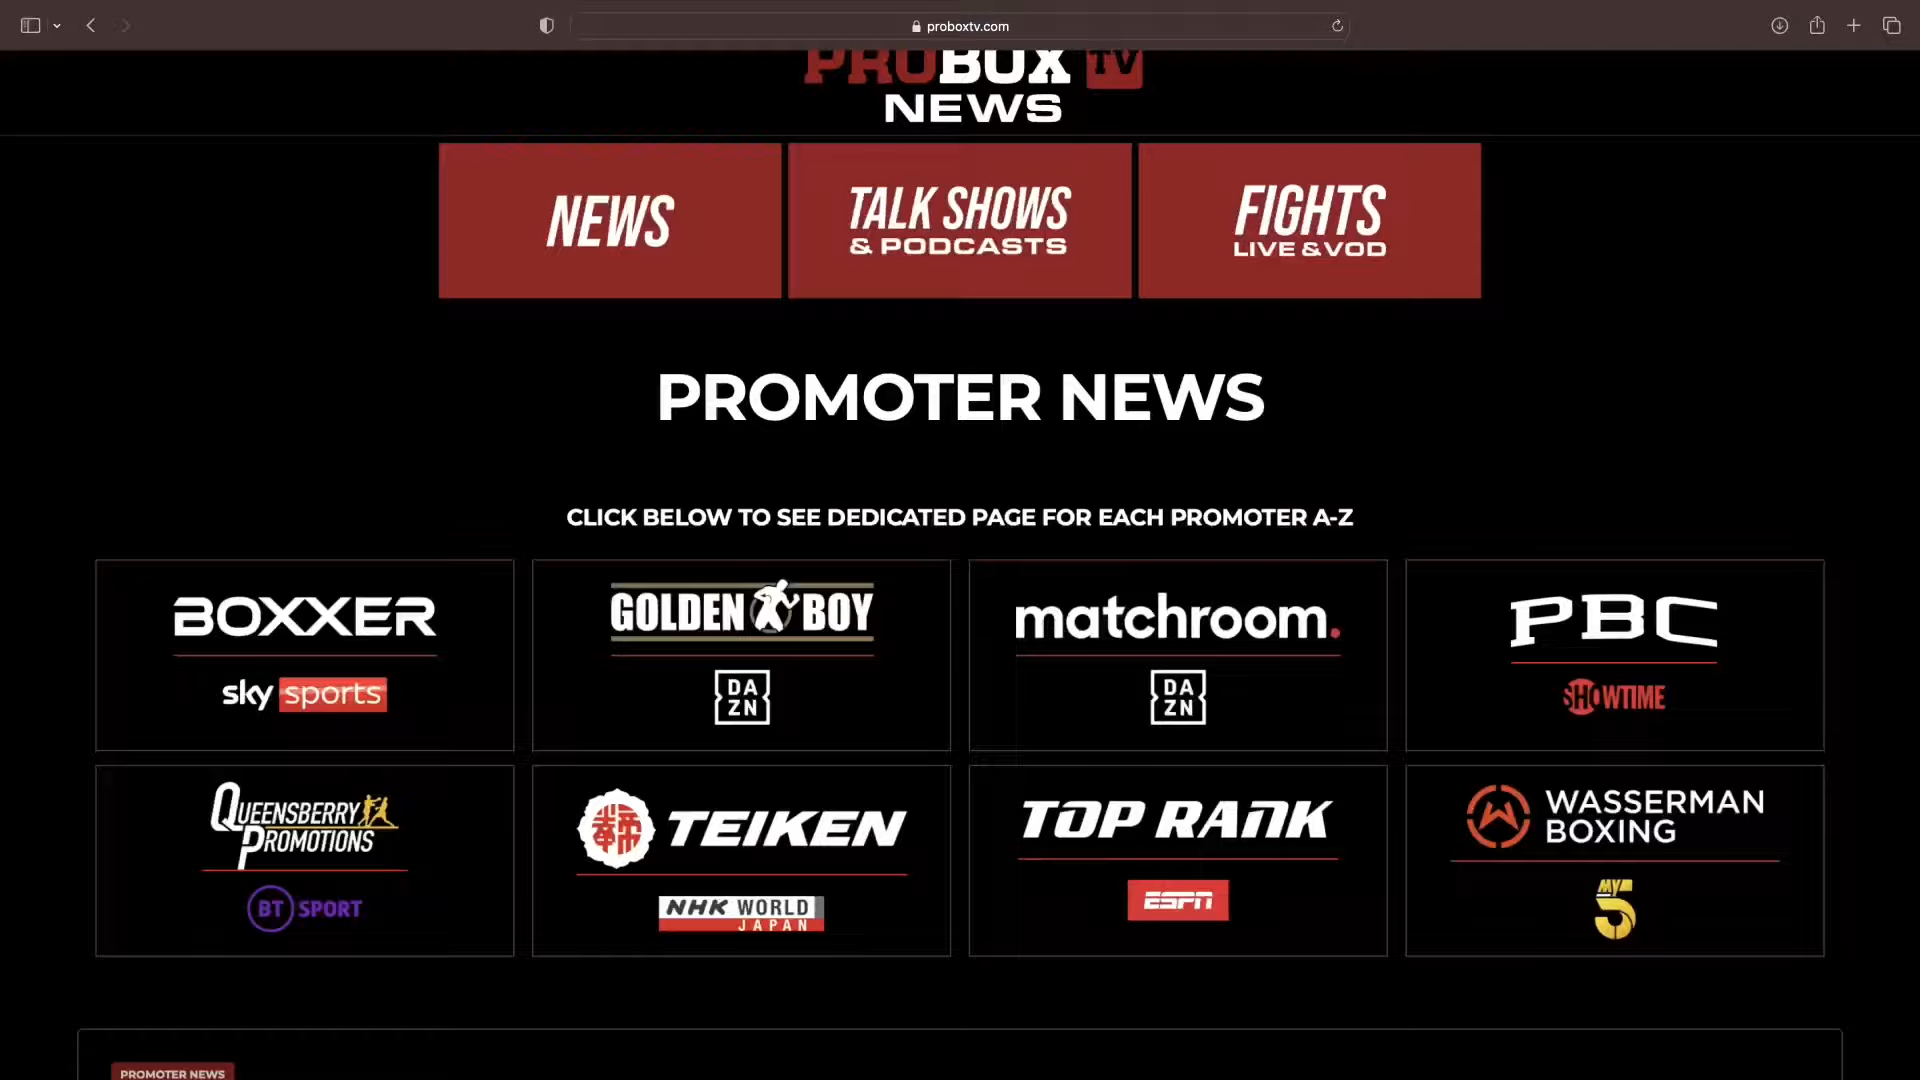 proboxtv.com
PROBOX TV
NEWS
NEWS
TALK SHOWS
& PODCASTS
FIGHTS
LIVE & VOD
PROMOTER NEWS
CLICK BELOW TO SEE DEDICATED PAGE FOR EACH PROMOTER A-Z
BOXXER
sky sports
GOLDEN BOY
DA
ZN
matchroom.
DA
ZN
PBC
SHOWTIME
QUEENSBERRY
PROMOTIONS
BT SPORT
TEIKEN
NHK WORLD
JAPAN
TOP RANK
ESPN
WASSERMAN
BOXING
MY
5
PROMOTER NEWS